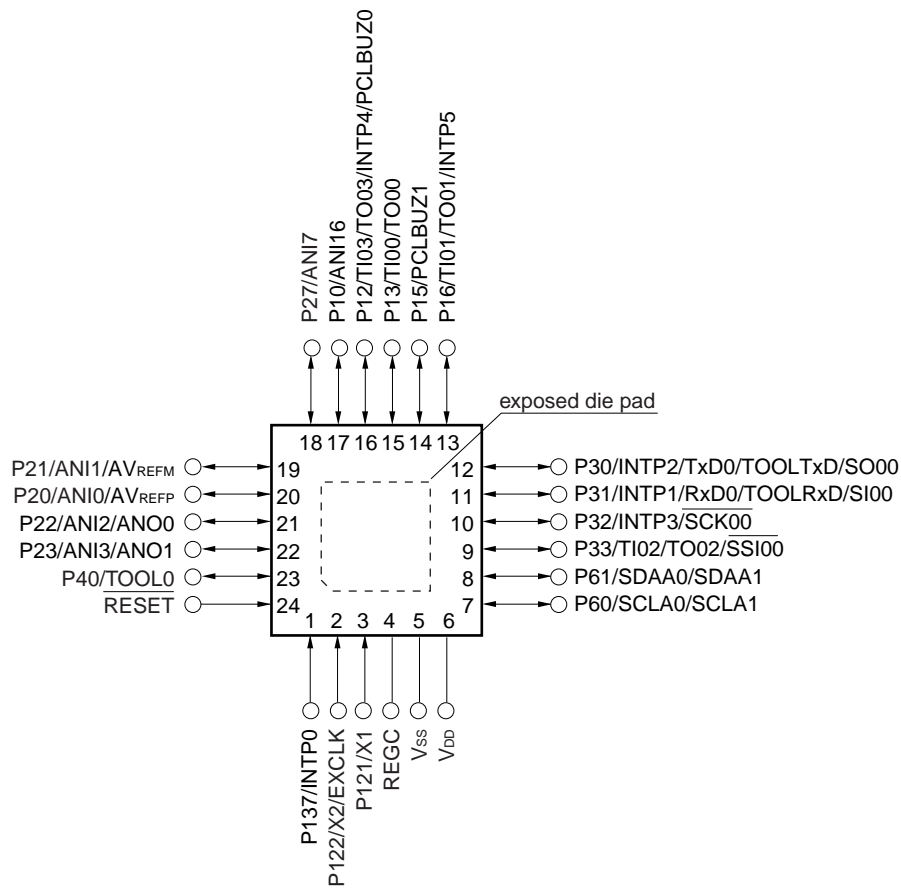 P27/ANI7
P10/ANI16
P12/TI03/TO03/INTP4/PCLBUZ0
P13/TI00/TO00
P15/PCLBUZ1
P16/TI01/TO01/INTP5
exposed die pad
18 17 16 15 14 13
P21/ANI1/AVREFM 19
P20/ANI0/AVREFP 20
P22/ANI2/ANO0 21
P23/ANI3/ANO1 22
P40/TOOL0 23
RESET 24
12 P30/INTP2/TxD0/TOOLTxD/SO00
11 P31/INTP1/RxD0/TOOLRxD/SI00
10 P32/INTP3/SCK00
9 P33/TI02/TO02/SSI00
8 P61/SDAA0/SDAA1
7 P60/SCLA0/SCLA1
1 2 3 4 5 6
P137/INTP0
P122/X2/EXCLK
P121/X1
REGC
VSS
VDD